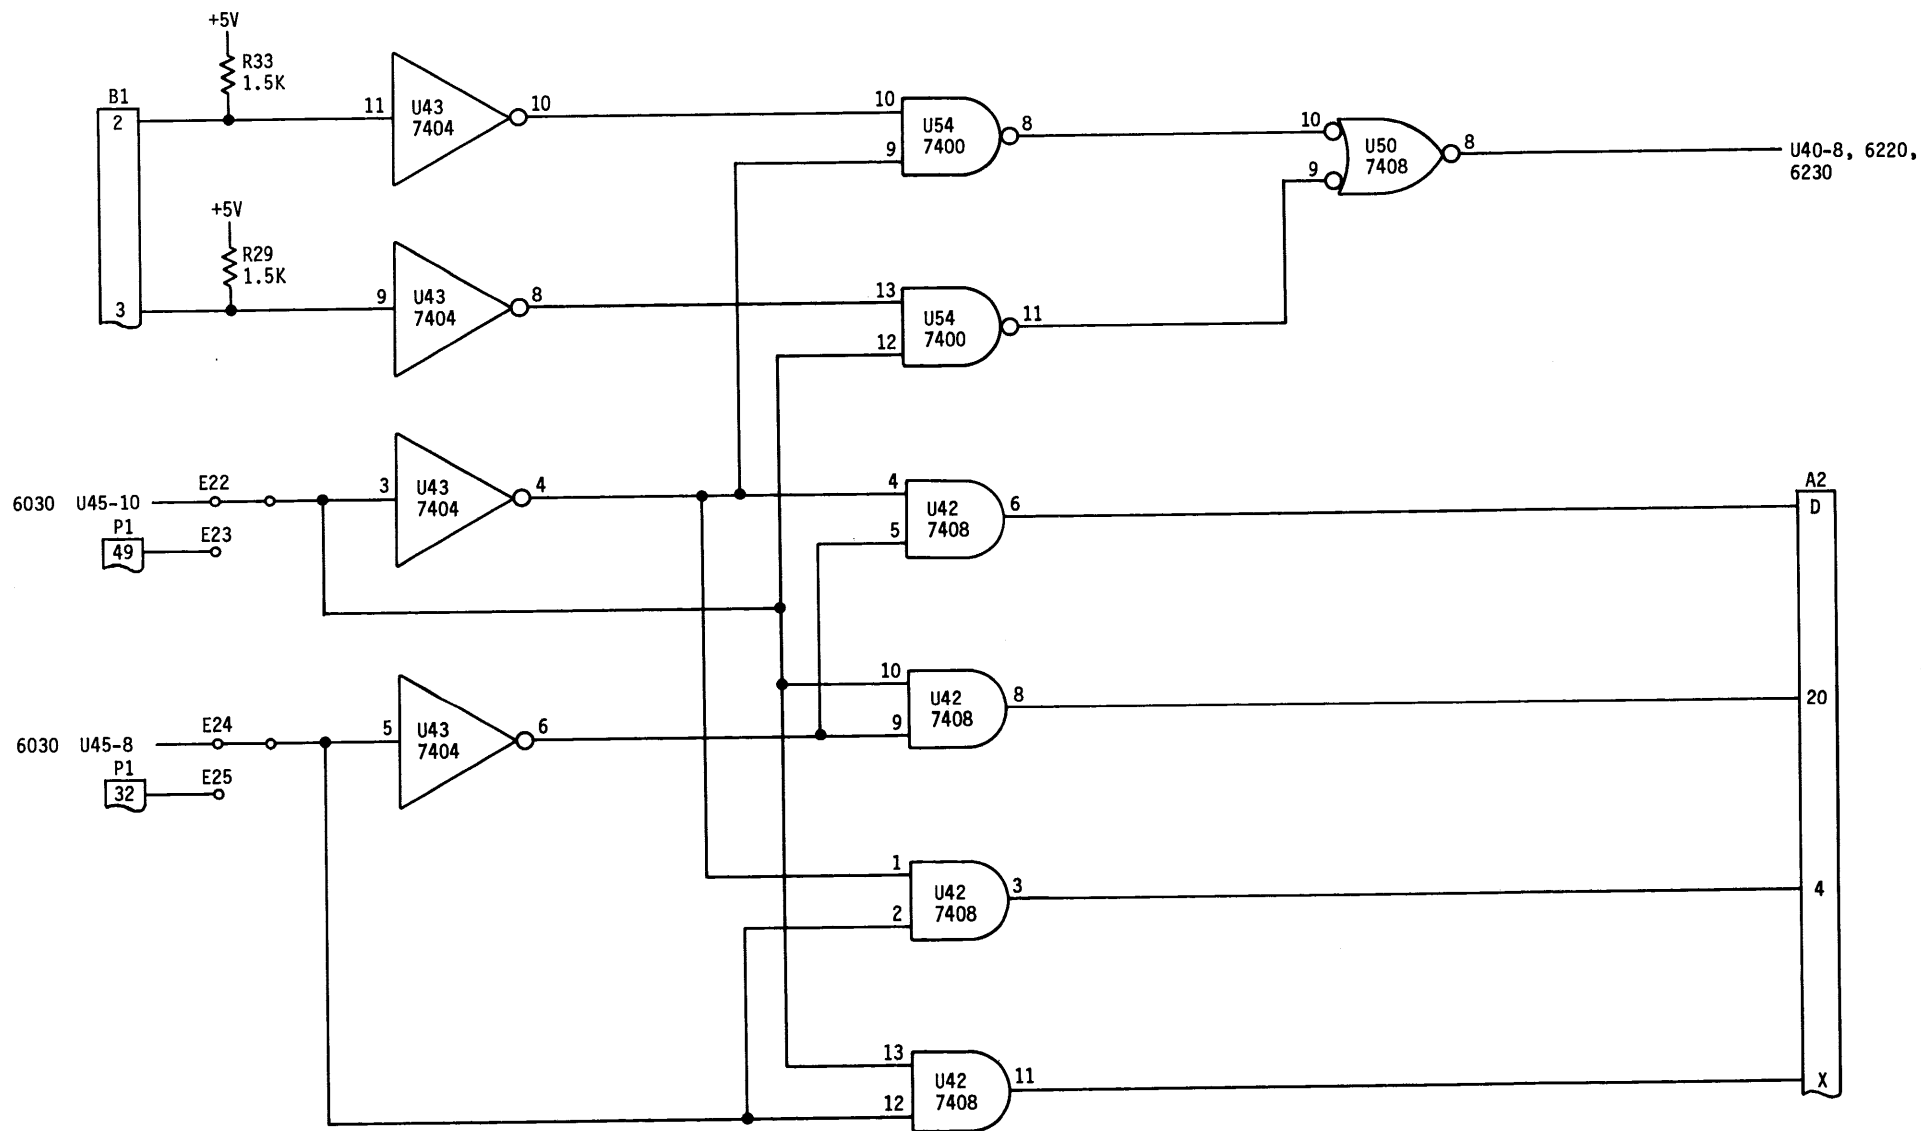 +5V
R33
1.5K
B1
2
11
U43
7404
10
10
9
U54
7400
8
10
9
U50
7408
8
U40-8, 6220,
6230
+5V
R29
1.5K
3
9
U43
7404
8
13
12
U54
7400
11
6030 U45-10
E22
P1
49
E23
3
U43
7404
4
4
5
U42
7408
6
A2
D
10
9
U42
7408
8
20
6030 U45-8
E24
P1
32
E25
5
U43
7404
6
1
2
U42
7408
3
4
13
12
U42
7408
11
X